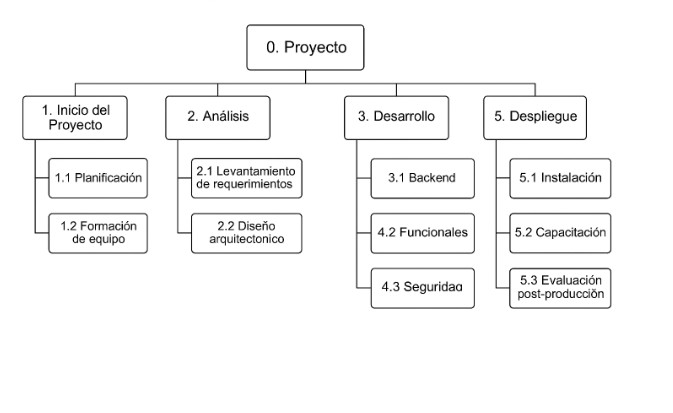 0. Proyecto
1. Inicio del
Proyecto
2. Análisis
3. Desarrollo
5. Despliegue
1.1 Planificación
1.2 Formación
de equipo
2.1 Levantamiento
de requerimientos
2.2 Diseño
arquitectonico
3.1 Backend
4.2 Funcionales
4.3 Seguridad
5.1 Instalación
5.2 Capacitación
5.3 Evaluación
post-producciŏn